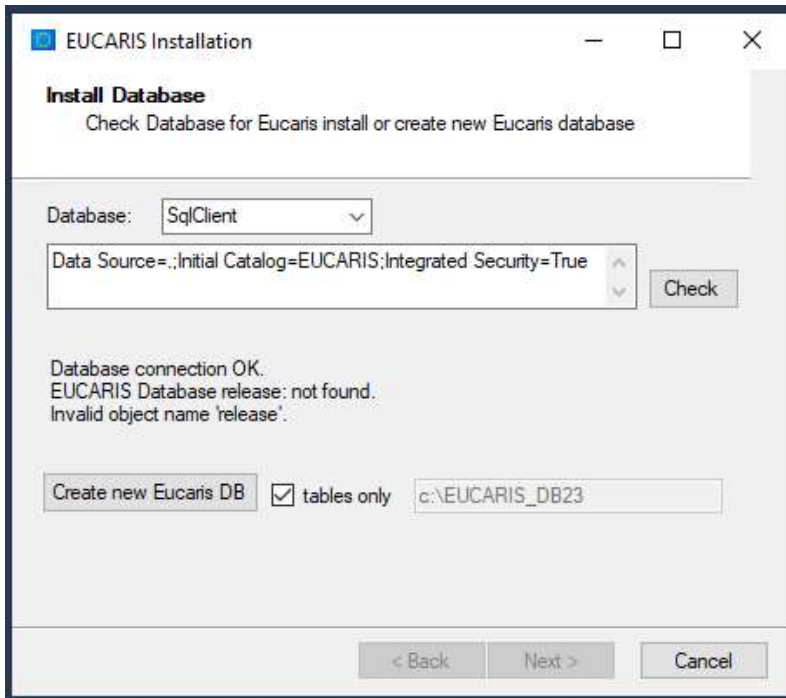 EUCARIS Installation
Install Database
Check Database for Eucaris install or create new Eucaris database
Database: SqlClient
Data Source=.;Initial Catalog=EUCARIS;Integrated Security=True
Check
Database connection OK.
EUCARIS Database release: not found.
Invalid object name 'release'.
Create new Eucaris DB tables only c:\EUCARIS_DB23
< Back Next > Cancel